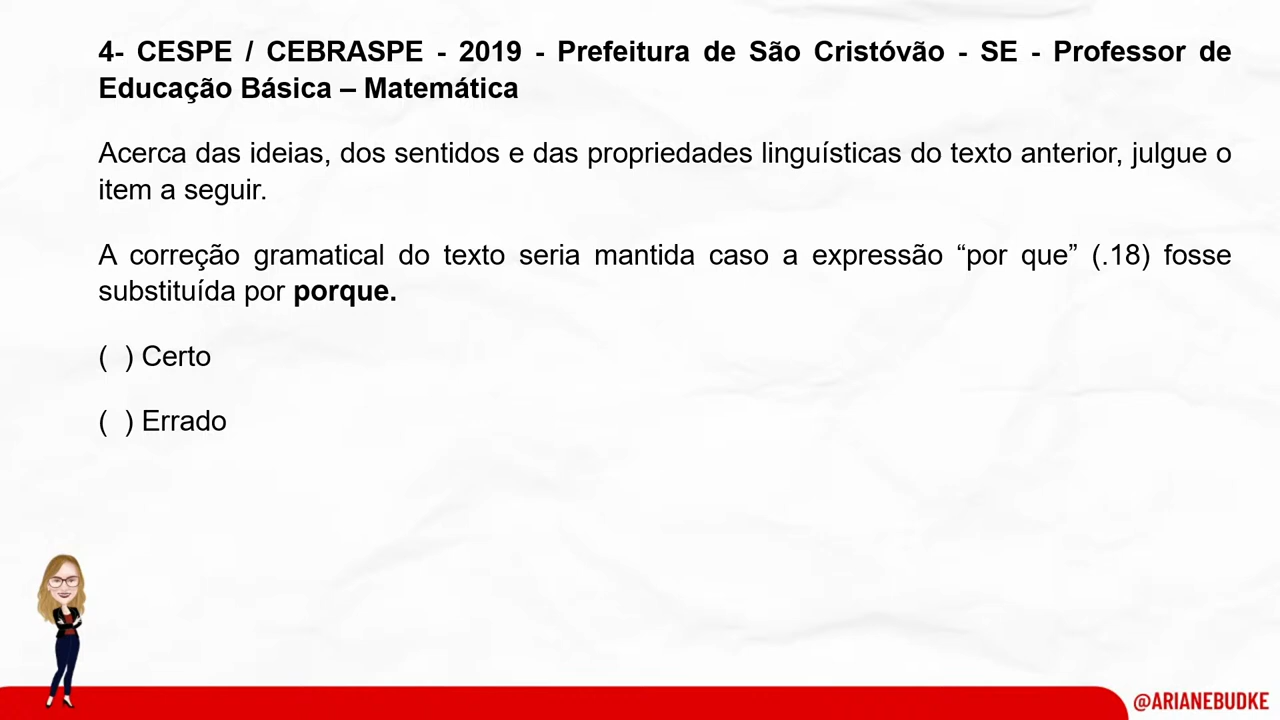 4- CESPE / CEBRASPE - 2019 - Prefeitura de São Cristóvão - SE - Professor de
Educação Básica – Matemática
Acerca das ideias, dos sentidos e das propriedades linguísticas do texto anterior, julgue o
item a seguir.
A correção gramatical do texto seria mantida caso a expressão “por que” (.18) fosse
substituída por porque.
( ) Certo
( ) Errado
@ARIANEBUDKE